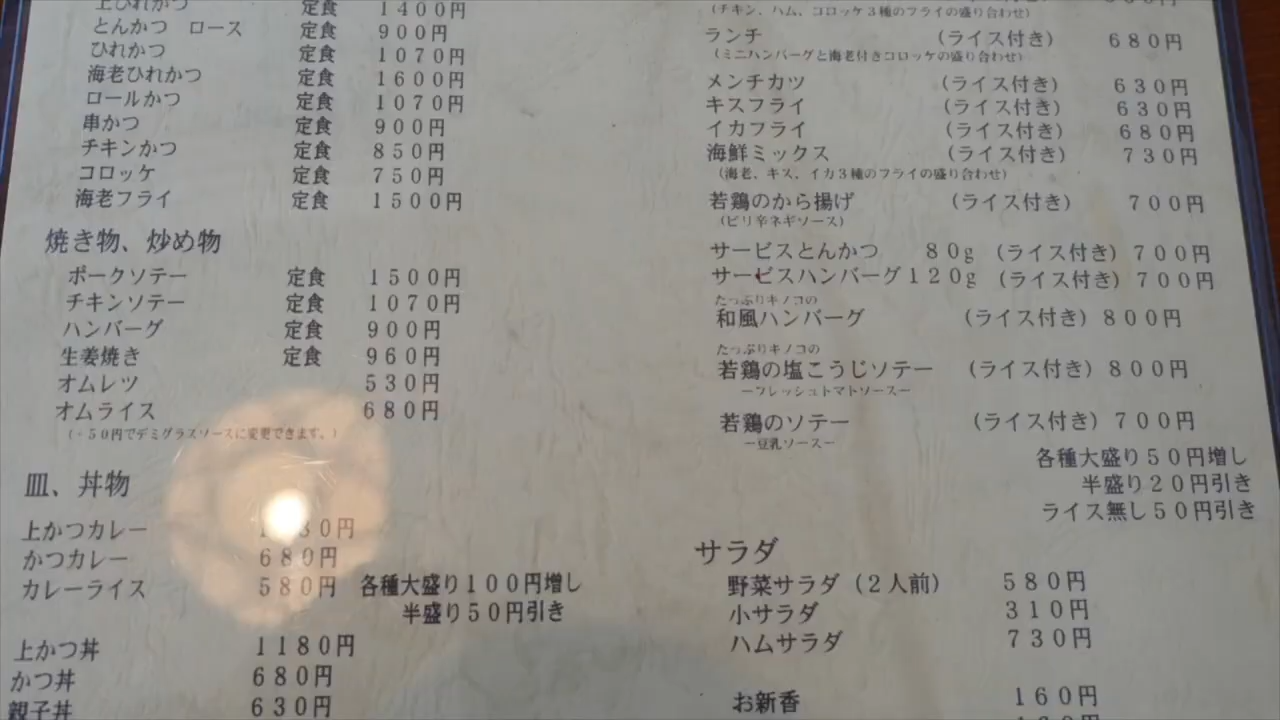 上ひれかつ 定食 1400円
とんかつ ロース 定食 900円
ひれかつ 定食 1070円
海老ひれかつ 定食 1600円
ロールかつ 定食 1070円
串かつ 定食 900円
チキンかつ 定食 850円
コロッケ 定食 750円
海老フライ 定食 1500円
焼き物、炒め物
ポークソテー 定食 1500円
チキンソテー 定食 1070円
ハンバーグ 定食 900円
生姜焼き 定食 960円
オムレツ 530円
オムライス 680円
(+50円でデミグラスソースに変更できます。)
皿、丼物
上かつカレー 円
かつカレー 680円
カレーライス 580円
各種大盛り100円増し
半盛り50円引き
上かつ丼 1180円
かつ丼 680円
親子丼 630円
(チキン、ハム、コロッケ3種のフライの盛り合わせ)
ランチ (ライス付き) 680円
(ミニハンバーグと海老付きコロッケの盛り合わせ)
メンチカツ (ライス付き) 630円
キスフライ (ライス付き) 630円
イカフライ (ライス付き) 680円
海鮮ミックス (ライス付き) 730円
(海老、キス、イカ3種のフライの盛り合わせ)
若鶏のから揚げ (ライス付き) 700円
(ピリ辛ネギソース)
サービスとんかつ 80g (ライス付き) 700円
サービスハンバーグ120g (ライス付き) 700円
たっぷりキノコの
和風ハンバーグ (ライス付き) 800円
たっぷりキノコの
若鶏の塩こうじソテー (ライス付き) 800円
ーフレッシュトマトソースー
若鶏のソテー (ライス付き) 700円
ー豆乳ソースー
各種大盛り50円増し
半盛り20円引き
ライス無し50円引き
サラダ
野菜サラダ(2人前) 580円
小サラダ 310円
ハムサラダ 730円
お新香 160円